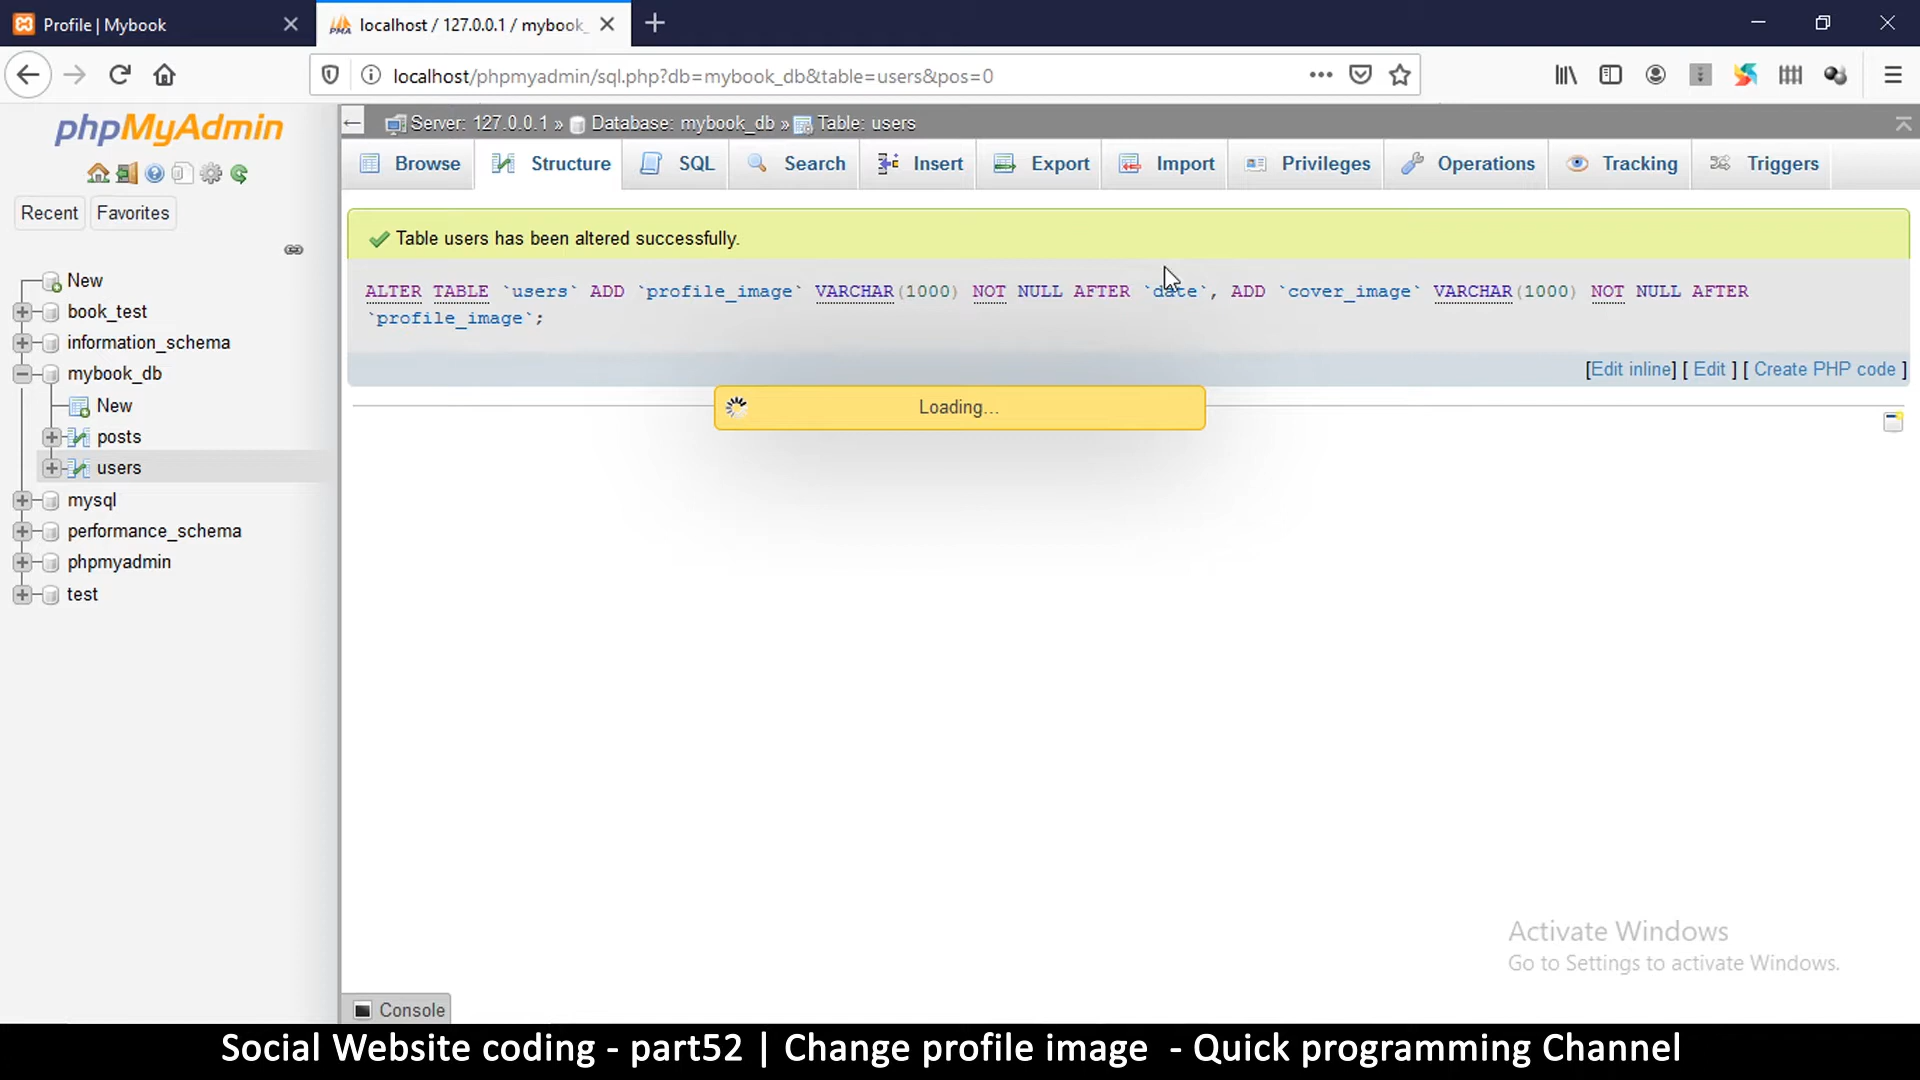 Profile | Mybook
localhost / 127.0.0.1 / mybook_
localhost/phpmyadmin/sql.php?db=mybook_db&table=users&pos=0
phpMyAdmin
Recent
Favorites
New
book_test
information_schema
mybook_db
New
posts
users
mysql
performance_schema
phpmyadmin
test
Server: 127.0.0.1 » Database: mybook_db » Table: users
Browse
Structure
SQL
Search
Insert
Export
Import
Privileges
Operations
Tracking
Triggers
Table users has been altered successfully.
ALTER TABLE `users` ADD `profile_image` VARCHAR(1000) NOT NULL AFTER `date`, ADD `cover_image` VARCHAR(1000) NOT NULL AFTER
`profile_image`;
[Edit inline] [ Edit ] [ Create PHP code ]
Loading...
Activate Windows
Go to Settings to activate Windows.
Console
Social Website coding - part52 | Change profile image - Quick programming Channel